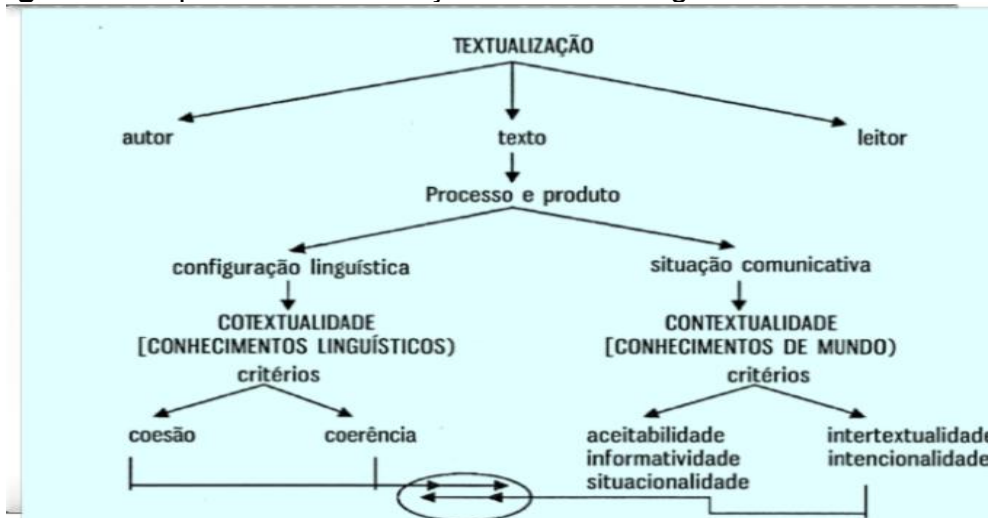 TEXTUALIZAÇÃO
autor texto leitor
Processo e produto
configuração linguística situação comunicativa
COTEXTUALIDADE CONTEXTUALIDADE
[CONHECIMENTOS LINGUÍSTICOS) [CONHECIMENTOS DE MUNDO)
critérios critérios
coesão coerência aceitabilidade intertextualidade
informatividade intencionalidade
situacionalidade